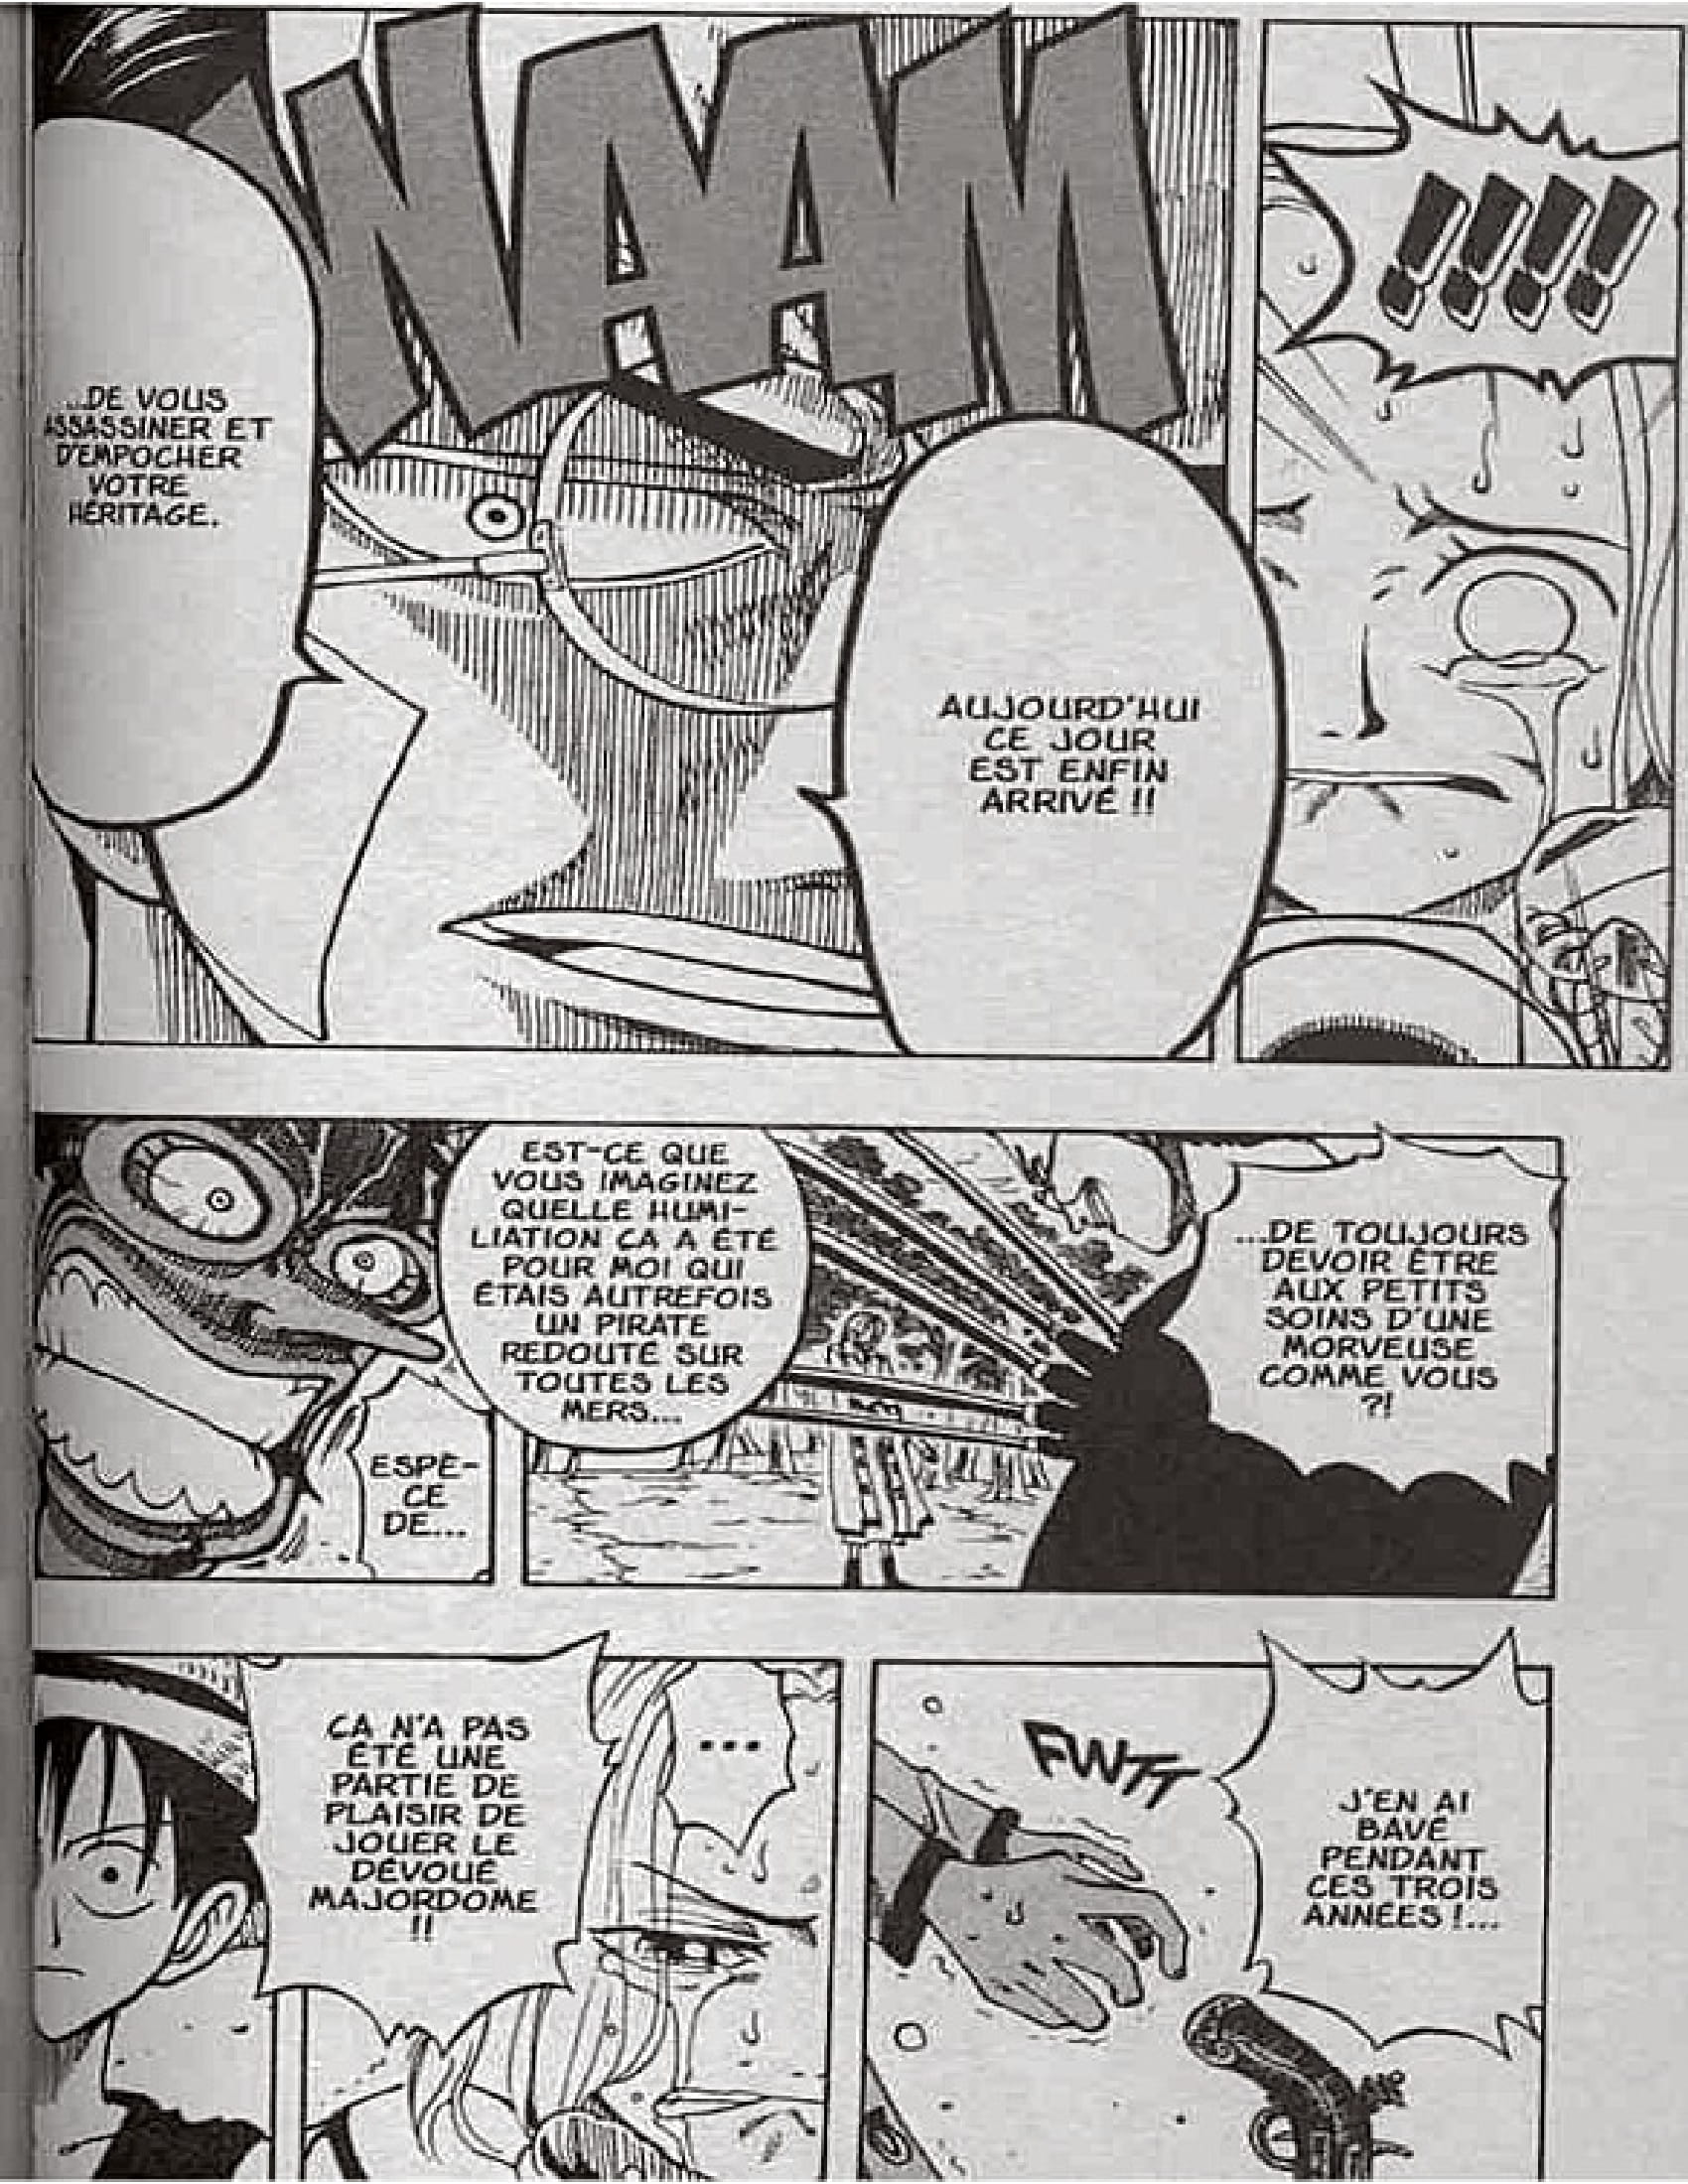 !!!!
WAAM
AUJOURD'HUI
CE JOUR
EST ENFIN
ARRIVÉ !!
...DE VOUS
ASSASSINER ET
D'EMPOCHER
VOTRE
HÉRITAGE.
...DE TOUJOURS
DEVOIR ÊTRE
AUX PETITS
SOINS D'UNE
MORVEUSE
COMME VOUS
?!
EST-CE QUE
VOUS IMAGINEZ
QUELLE HUMI-
LIATION CA A ÉTÉ
POUR MOI QUI
ÉTAIS AUTREFOIS
UN PIRATE
REDOUTÉ SUR
TOUTES LES
MERS...
ESPÈ-
CE
DE...
J'EN AI
BAVÉ
PENDANT
CES TROIS
ANNÉES !...
FWTT
...
CA N'A PAS
ÉTÉ UNE
PARTIE DE
PLAISIR DE
JOUER LE
DÉVOUÉ
MAJORDOME
!!